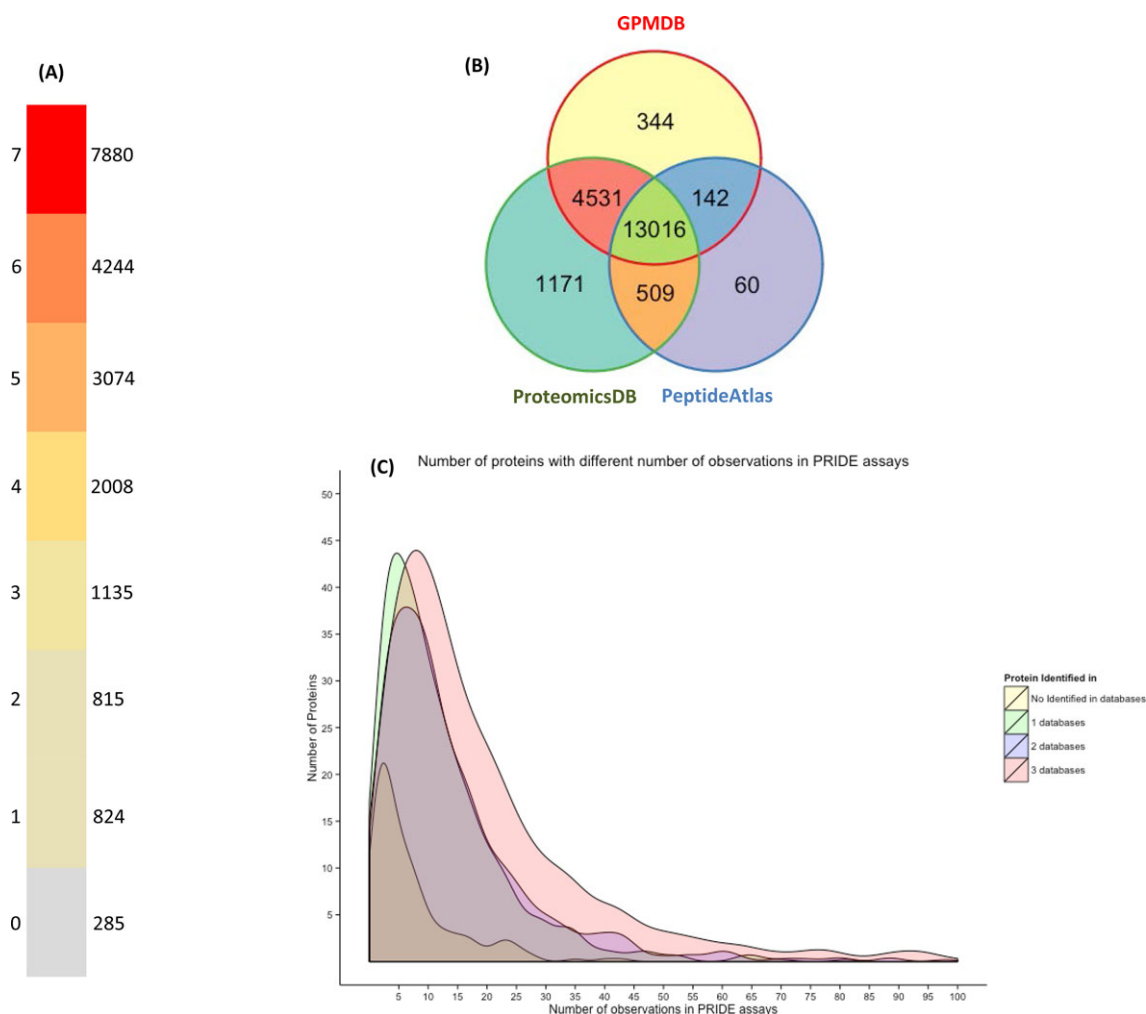 (A)
7 7880
6 4244
5 3074
4 2008
3 1135
2 815
1 824
0 285
(B)
GPMDB
344
4531 142
13016
1171 509 60
ProteomicsDB PeptideAtlas
(C)
Number of proteins with different number of observations in PRIDE assays
Number of Proteins
50
45
40
35
30
25
20
15
10
5
5 10 15 20 25 30 35 40 45 50 55 60 65 70 75 80 85 90 95 100
Number of observations in PRIDE assays
Protein Identified in
No Identified in databases
1 databases
2 databases
3 databases